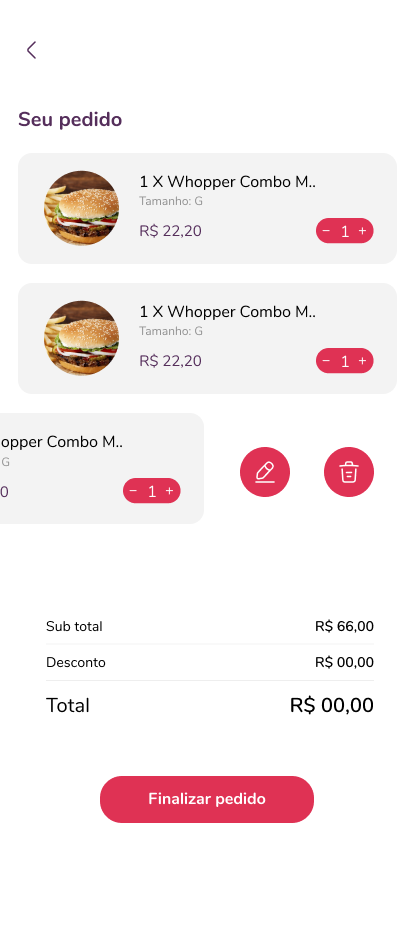 Seu pedido
1 X Whopper Combo M..
Tamanho: G
R$ 22,20
− 1 +
1 X Whopper Combo M..
Tamanho: G
R$ 22,20
− 1 +
opper Combo M..
G
0
− 1 +
Sub total R$ 66,00
Desconto R$ 00,00
Total R$ 00,00
Finalizar pedido